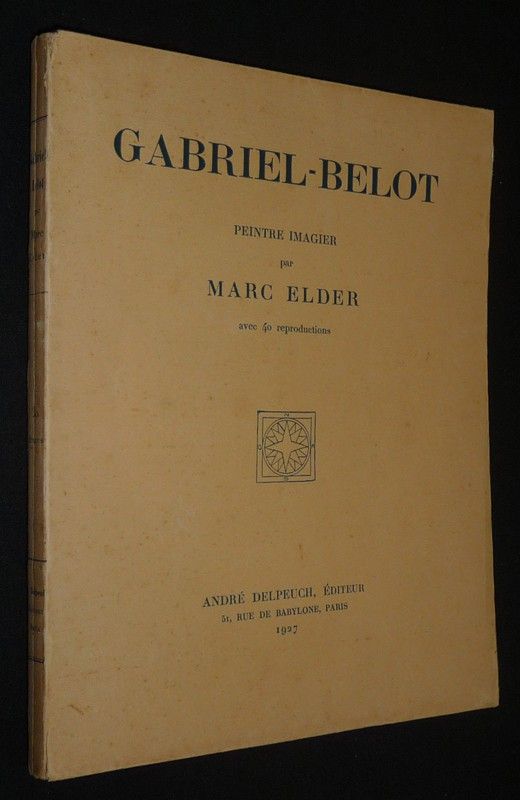 GABRIEL-BELOT
PEINTRE IMAGIER
par
MARC ELDER
avec 40 reproductions
N
ANDRÉ DELPEUCH, ÉDITEUR
51, RUE DE BABYLONE, PARIS
1927